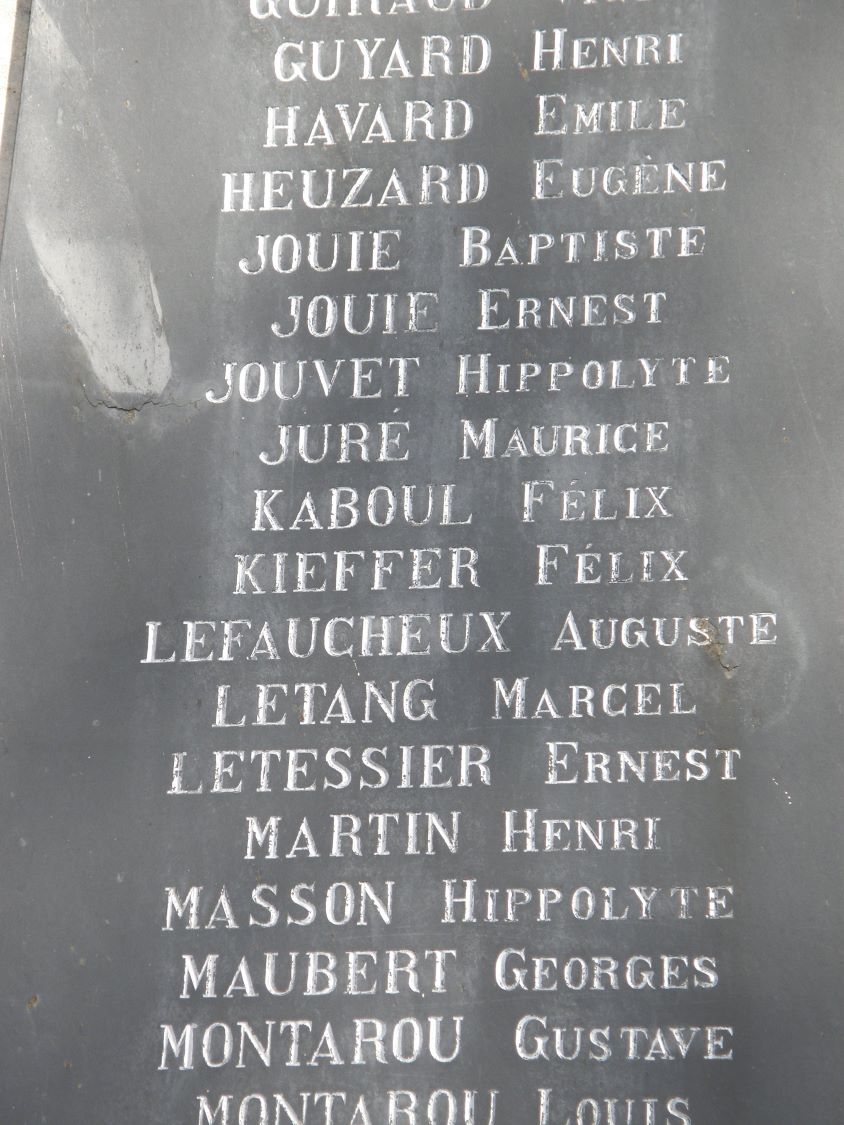 GUYARD HENRI
HAVARD EMILE
HEUZARD EUGÈNE
JOUIE BAPTISTE
JOUIE ERNEST
JOUVET HIPPOLYTE
JURÉ MAURICE
KABOUL FÉLIX
KIEFFER FÉLIX
LEFAUCHEUX AUGUSTE
LETANG MARCEL
LETESSIER ERNEST
MARTIN HENRI
MASSON HIPPOLYTE
MAUBERT GEORGES
MONTAROU GUSTAVE
MONTAROU LOUIS